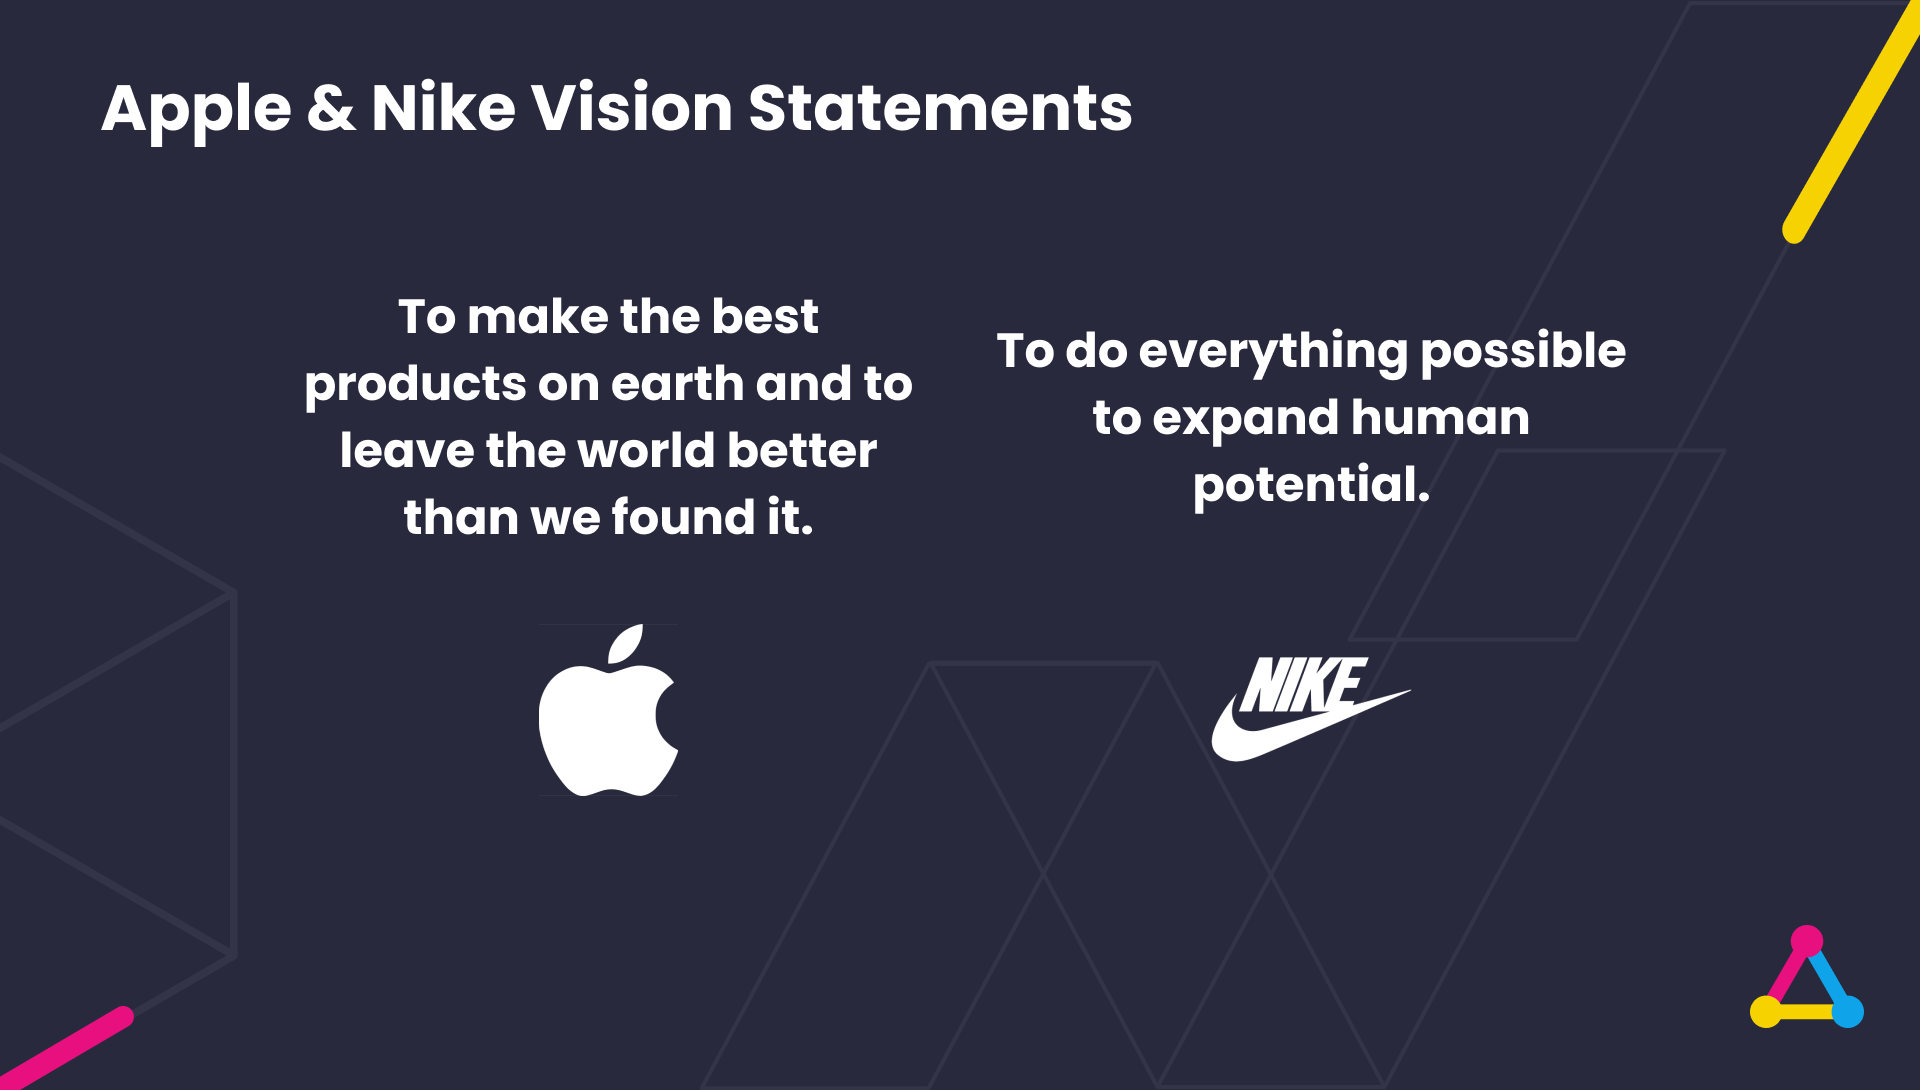 Apple & Nike Vision Statements
To make the best
products on earth and to
leave the world better
than we found it.
To do everything possible
to expand human
potential.
NIKE